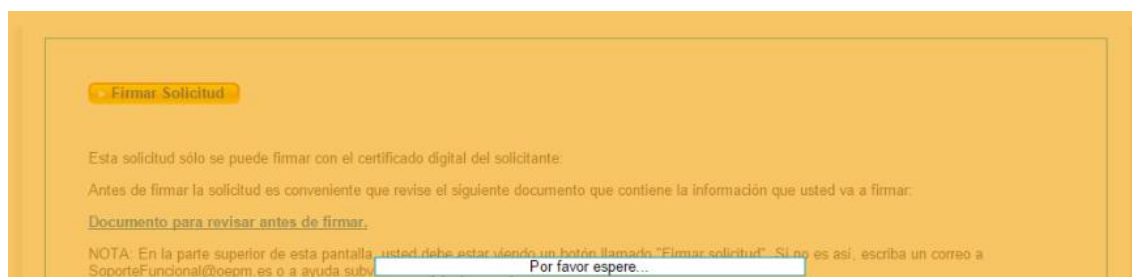 Firmar Solicitud
Esta solicitud sólo se puede firmar con el certificado digital del solicitante:
Antes de firmar la solicitud es conveniente que revise el siguiente documento que contiene la información que usted va a firmar:
Documento para revisar antes de firmar.
NOTA: En la parte superior de esta pantalla, usted debe estar viendo un botón llamado "Firmar solicitud". Si no es así, escriba un correo a
SoporteFuncional@oepm.es o a ayuda
Por favor espere...